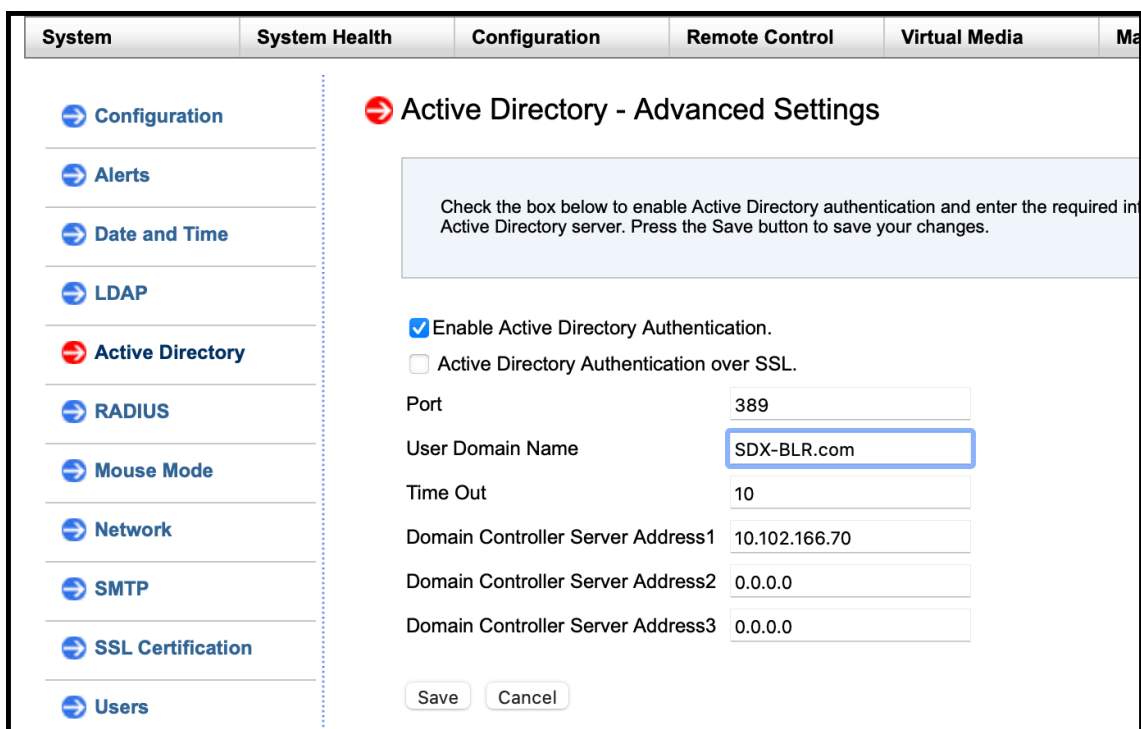 System
System Health
Configuration
Remote Control
Virtual Media
Configuration
Alerts
Date and Time
LDAP
Active Directory
RADIUS
Mouse Mode
Network
SMTP
SSL Certification
Users
Active Directory - Advanced Settings
Check the box below to enable Active Directory authentication and enter the required
Active Directory server. Press the Save button to save your changes.
Enable Active Directory Authentication.
Active Directory Authentication over SSL.
Port 389
User Domain Name SDX-BLR.com
Time Out 10
Domain Controller Server Address1 10.102.166.70
Domain Controller Server Address2 0.0.0.0
Domain Controller Server Address3 0.0.0.0
Save Cancel